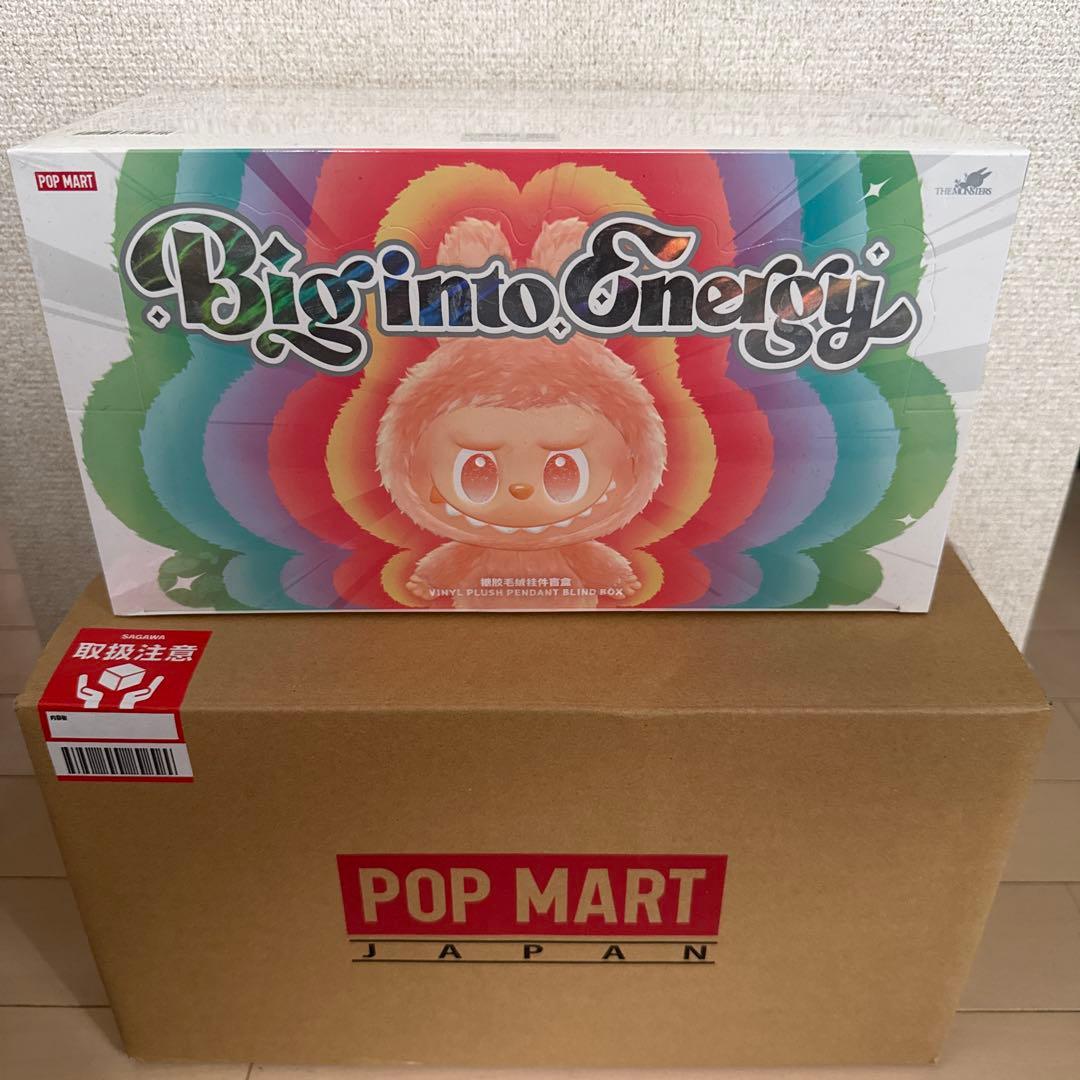 POP MART
THE MONSTERS
Big into Energy
搪胶毛绒挂件盲盒
VINYL PLUSH PENDANT BLIND BOX
SAGAWA
取扱注意
POP MART
JAPAN